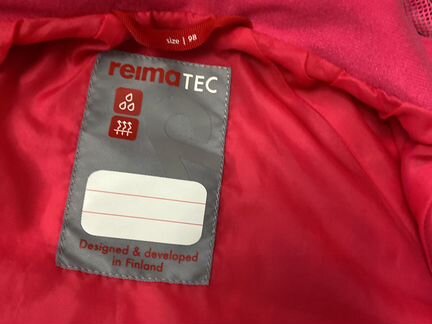 size | 98
reimaTEC
Designed & developed
in Finland